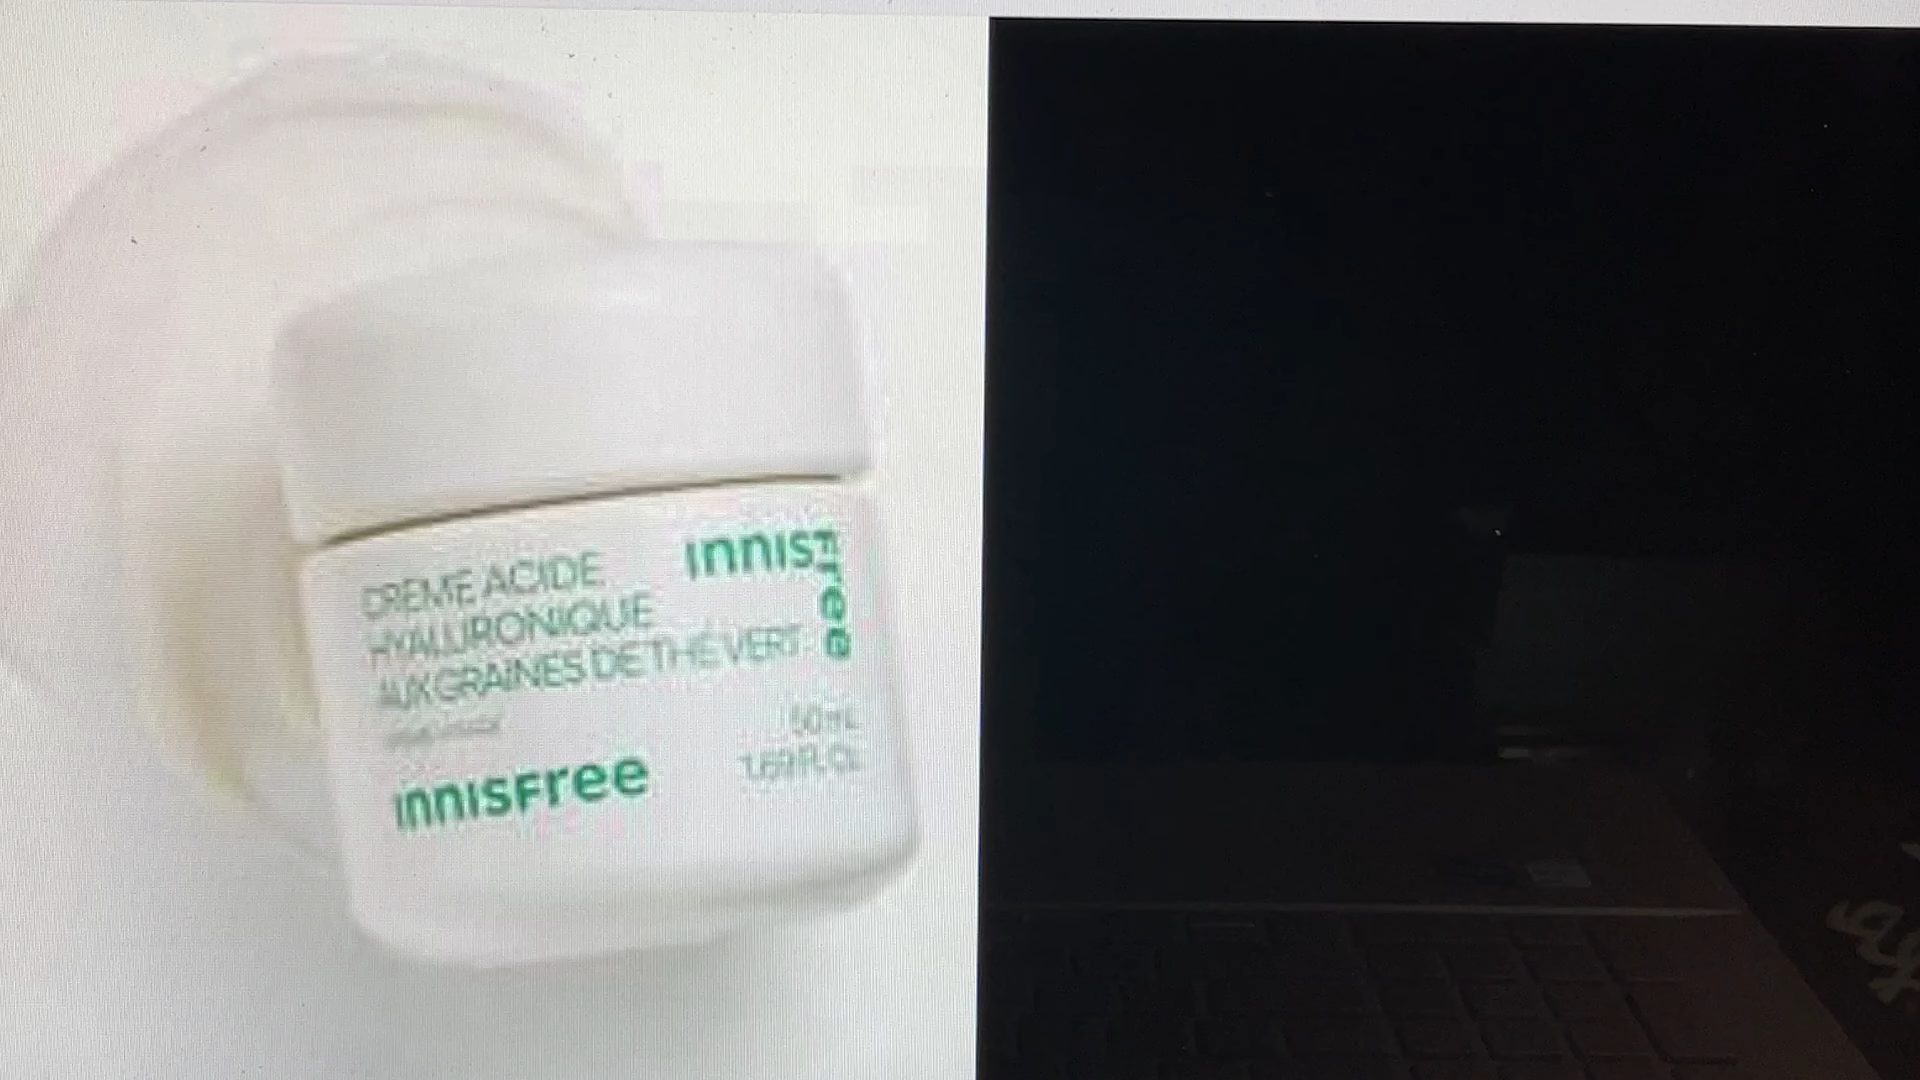 INNISFree
CREME ACIDE
HYALURONIQUE
AUX GRAINES DE THÉ VERT
50 mL
1.69 FL. OZ
INNISFree